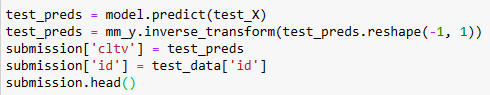 test_preds = model.predict(test_X)
test_preds = mm_y.inverse_transform(test_preds.reshape(-1, 1))
submission['cltv'] = test_preds
submission['id'] = test_data['id']
submission.head()